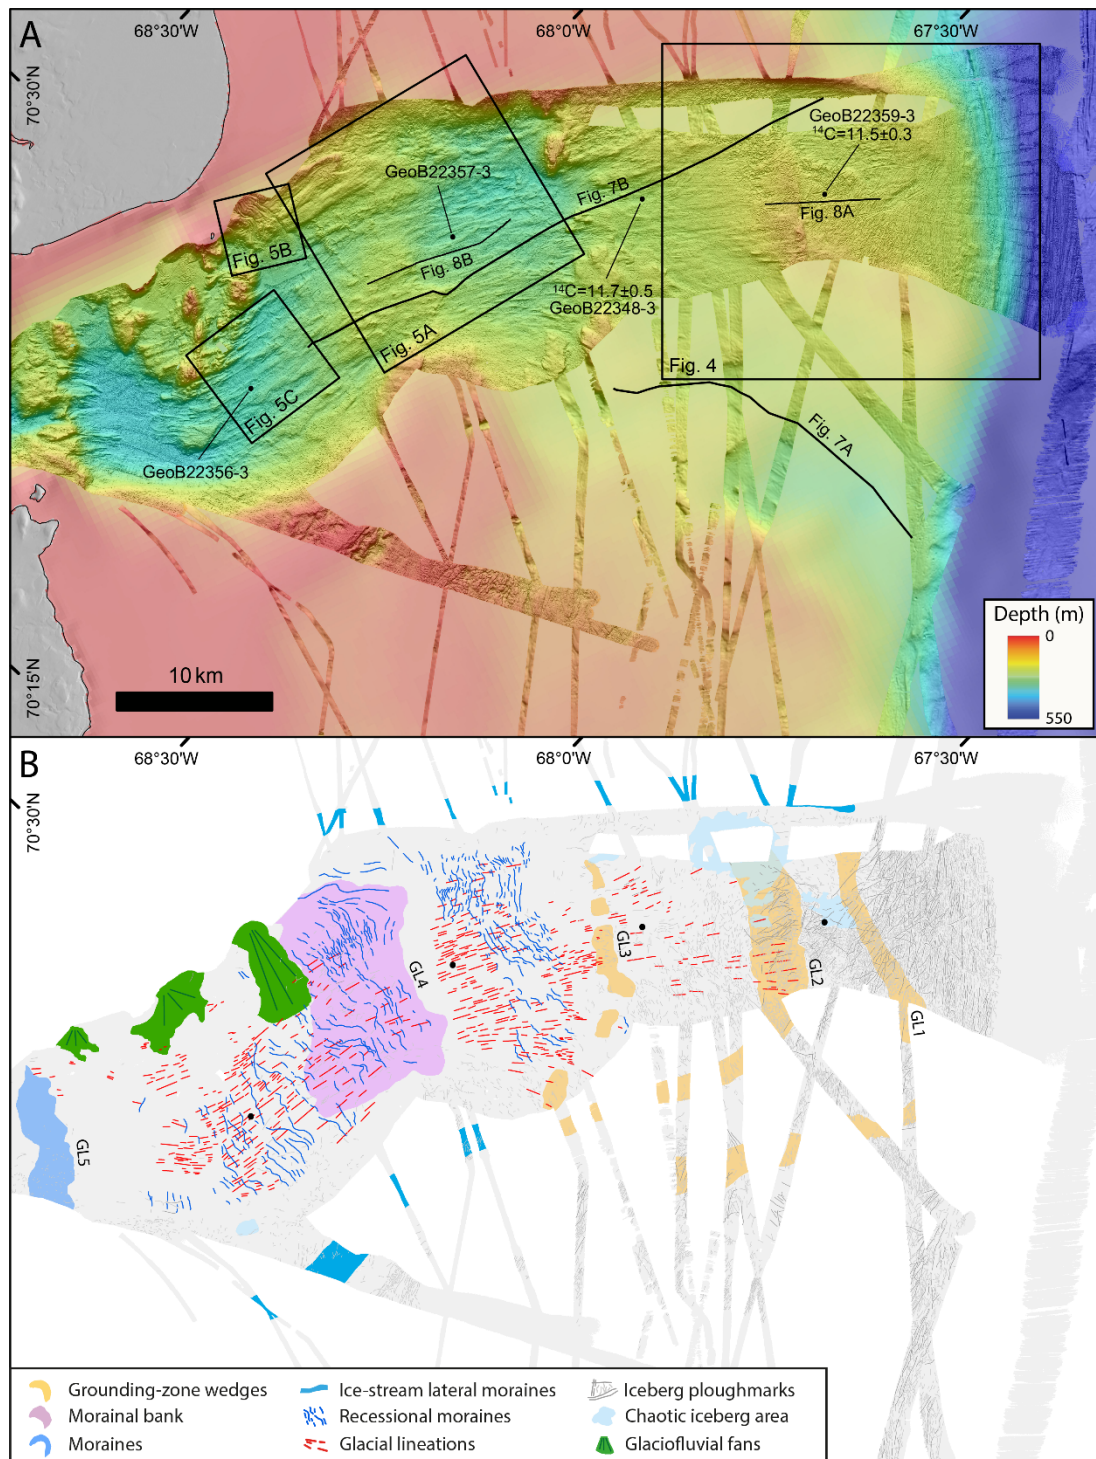 A
68°30'W
68°0'W
67°30'W
70°30'N
GeoB22359-3
¹⁴C=11.5±0.3
GeoB22357-3
Fig. 7B
Fig. 8A
Fig. 5B
Fig. 8B
¹⁴C=11.7±0.5
GeoB22348-3
Fig. 5A
Fig. 4
Fig. 5C
Fig. 7A
GeoB22356-3
70°15'N
10 km
Depth (m)
0
550
B
68°30'W
68°0'W
67°30'W
70°30'N
GL3
GL4
GL2
GL1
GL5
Grounding-zone wedges
Ice-stream lateral moraines
Iceberg ploughmarks
Morainal bank
Recessional moraines
Chaotic iceberg area
Moraines
Glacial lineations
Glaciofluvial fans